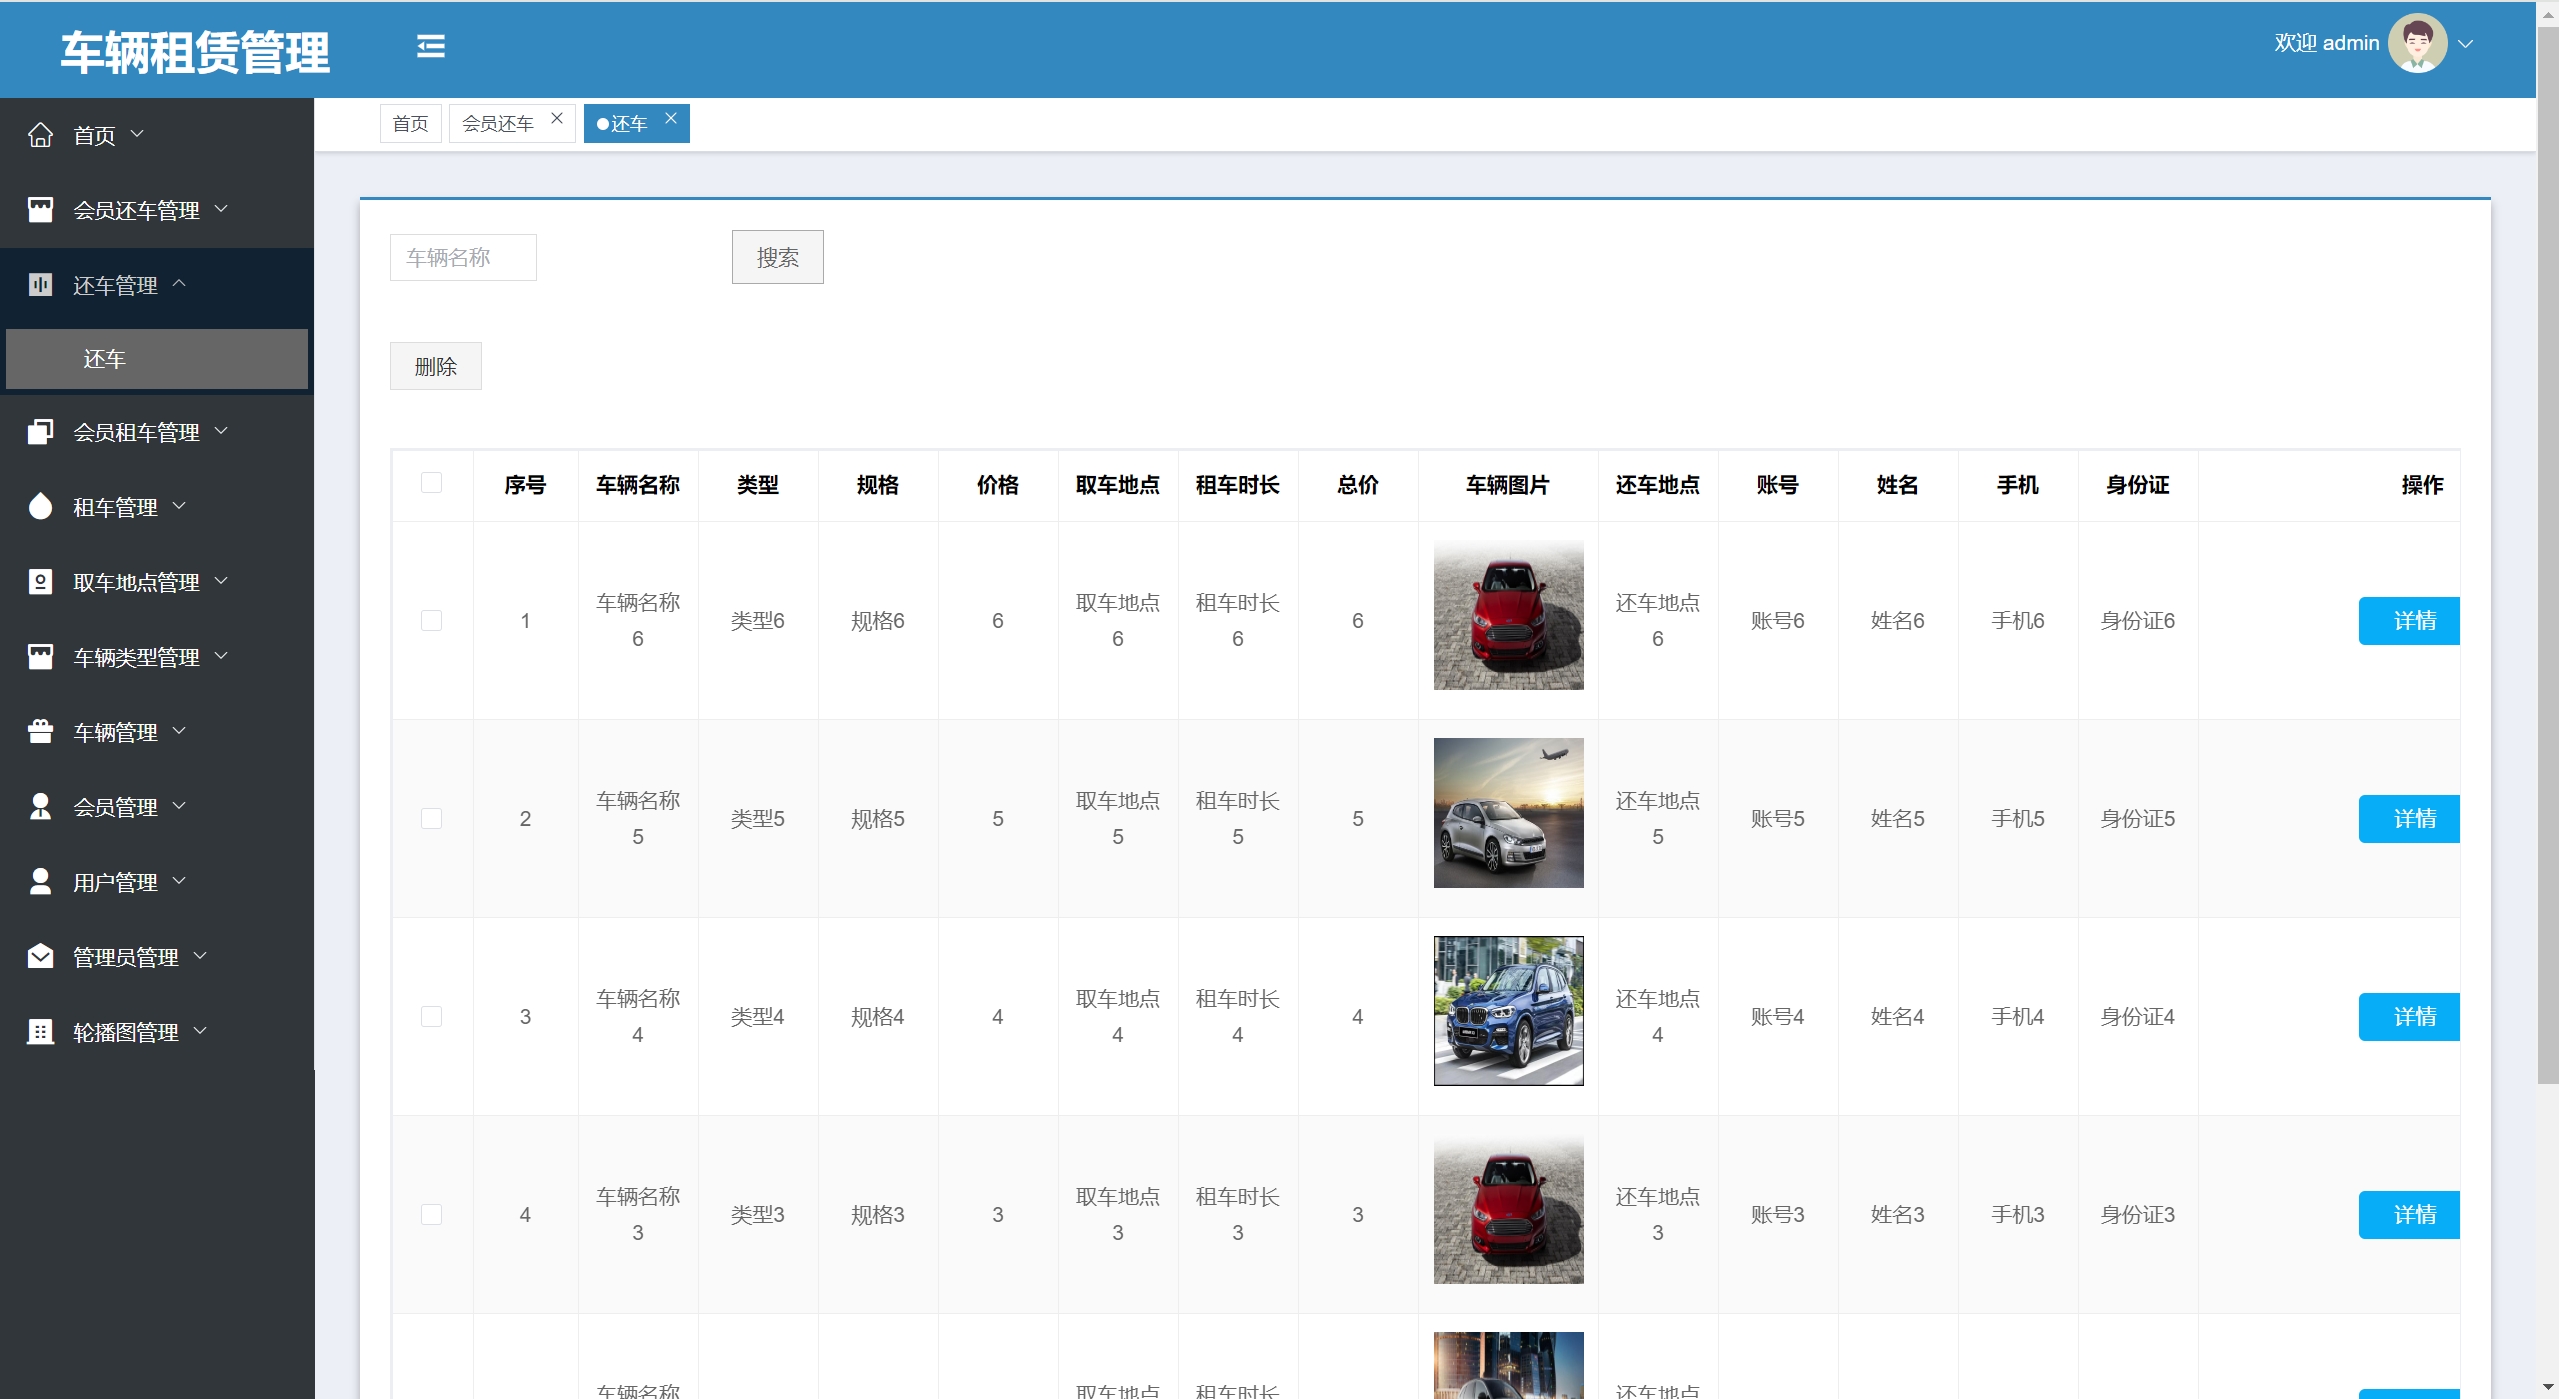 车辆租赁管理
欢迎 admin
首页
会员还车
还车
首页
会员还车管理
还车管理
还车
会员租车管理
租车管理
取车地点管理
车辆类型管理
车辆管理
会员管理
用户管理
管理员管理
轮播图管理
车辆名称
搜索
删除
序号 车辆名称 类型 规格 价格 取车地点 租车时长 总价 车辆图片 还车地点 账号 姓名 手机 身份证 操作
1 车辆名称6 类型6 规格6 6 取车地点6 租车时长6 6 还车地点6 账号6 姓名6 手机6 身份证6 详情
2 车辆名称5 类型5 规格5 5 取车地点5 租车时长5 5 还车地点5 账号5 姓名5 手机5 身份证5 详情
3 车辆名称4 类型4 规格4 4 取车地点4 租车时长4 4 还车地点4 账号4 姓名4 手机4 身份证4 详情
4 车辆名称3 类型3 规格3 3 取车地点3 租车时长3 3 还车地点3 账号3 姓名3 手机3 身份证3 详情
车辆名称 取车地点 租车时长 还车地点